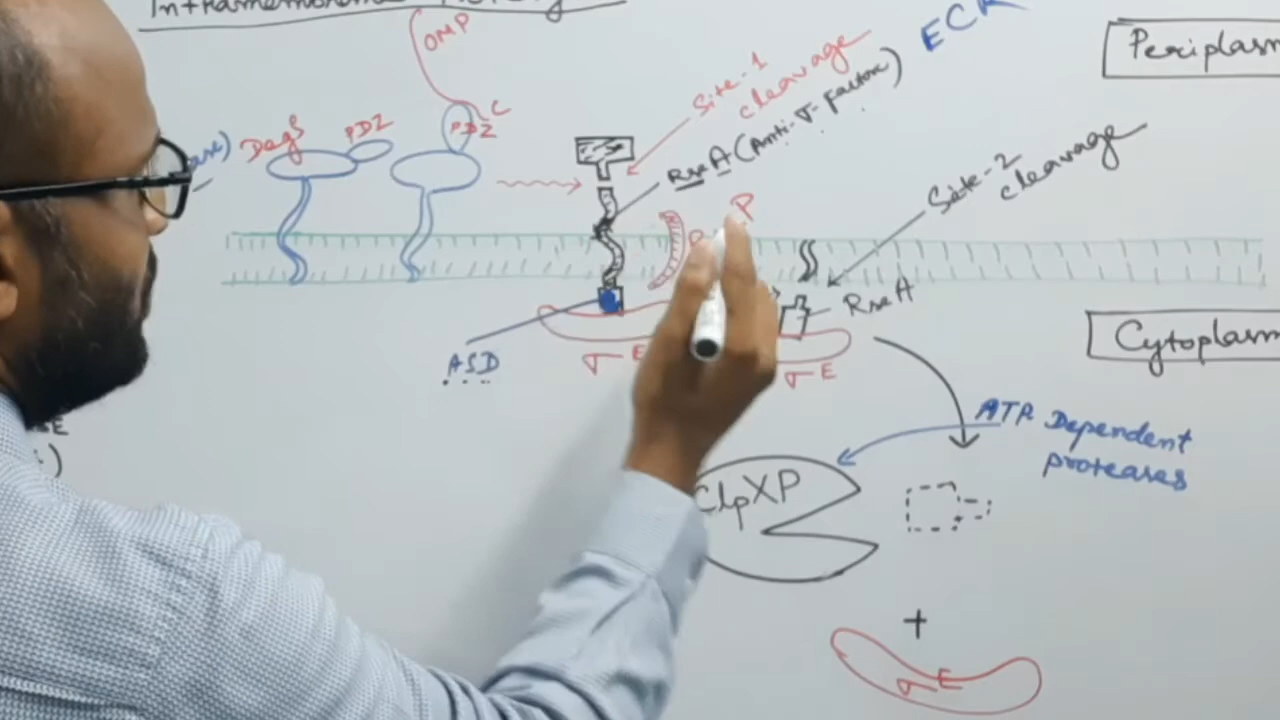 OMP
ECR
Periplasm
Site-1
cleavage
DegS
PDZ
PDZ
C
RseA (Anti-σ-Factor)
Site-2
cleavage
P
RseA
Cytoplasm
ASD
σE
σE
ATP Dependent
proteases
ClpXP
+
σE